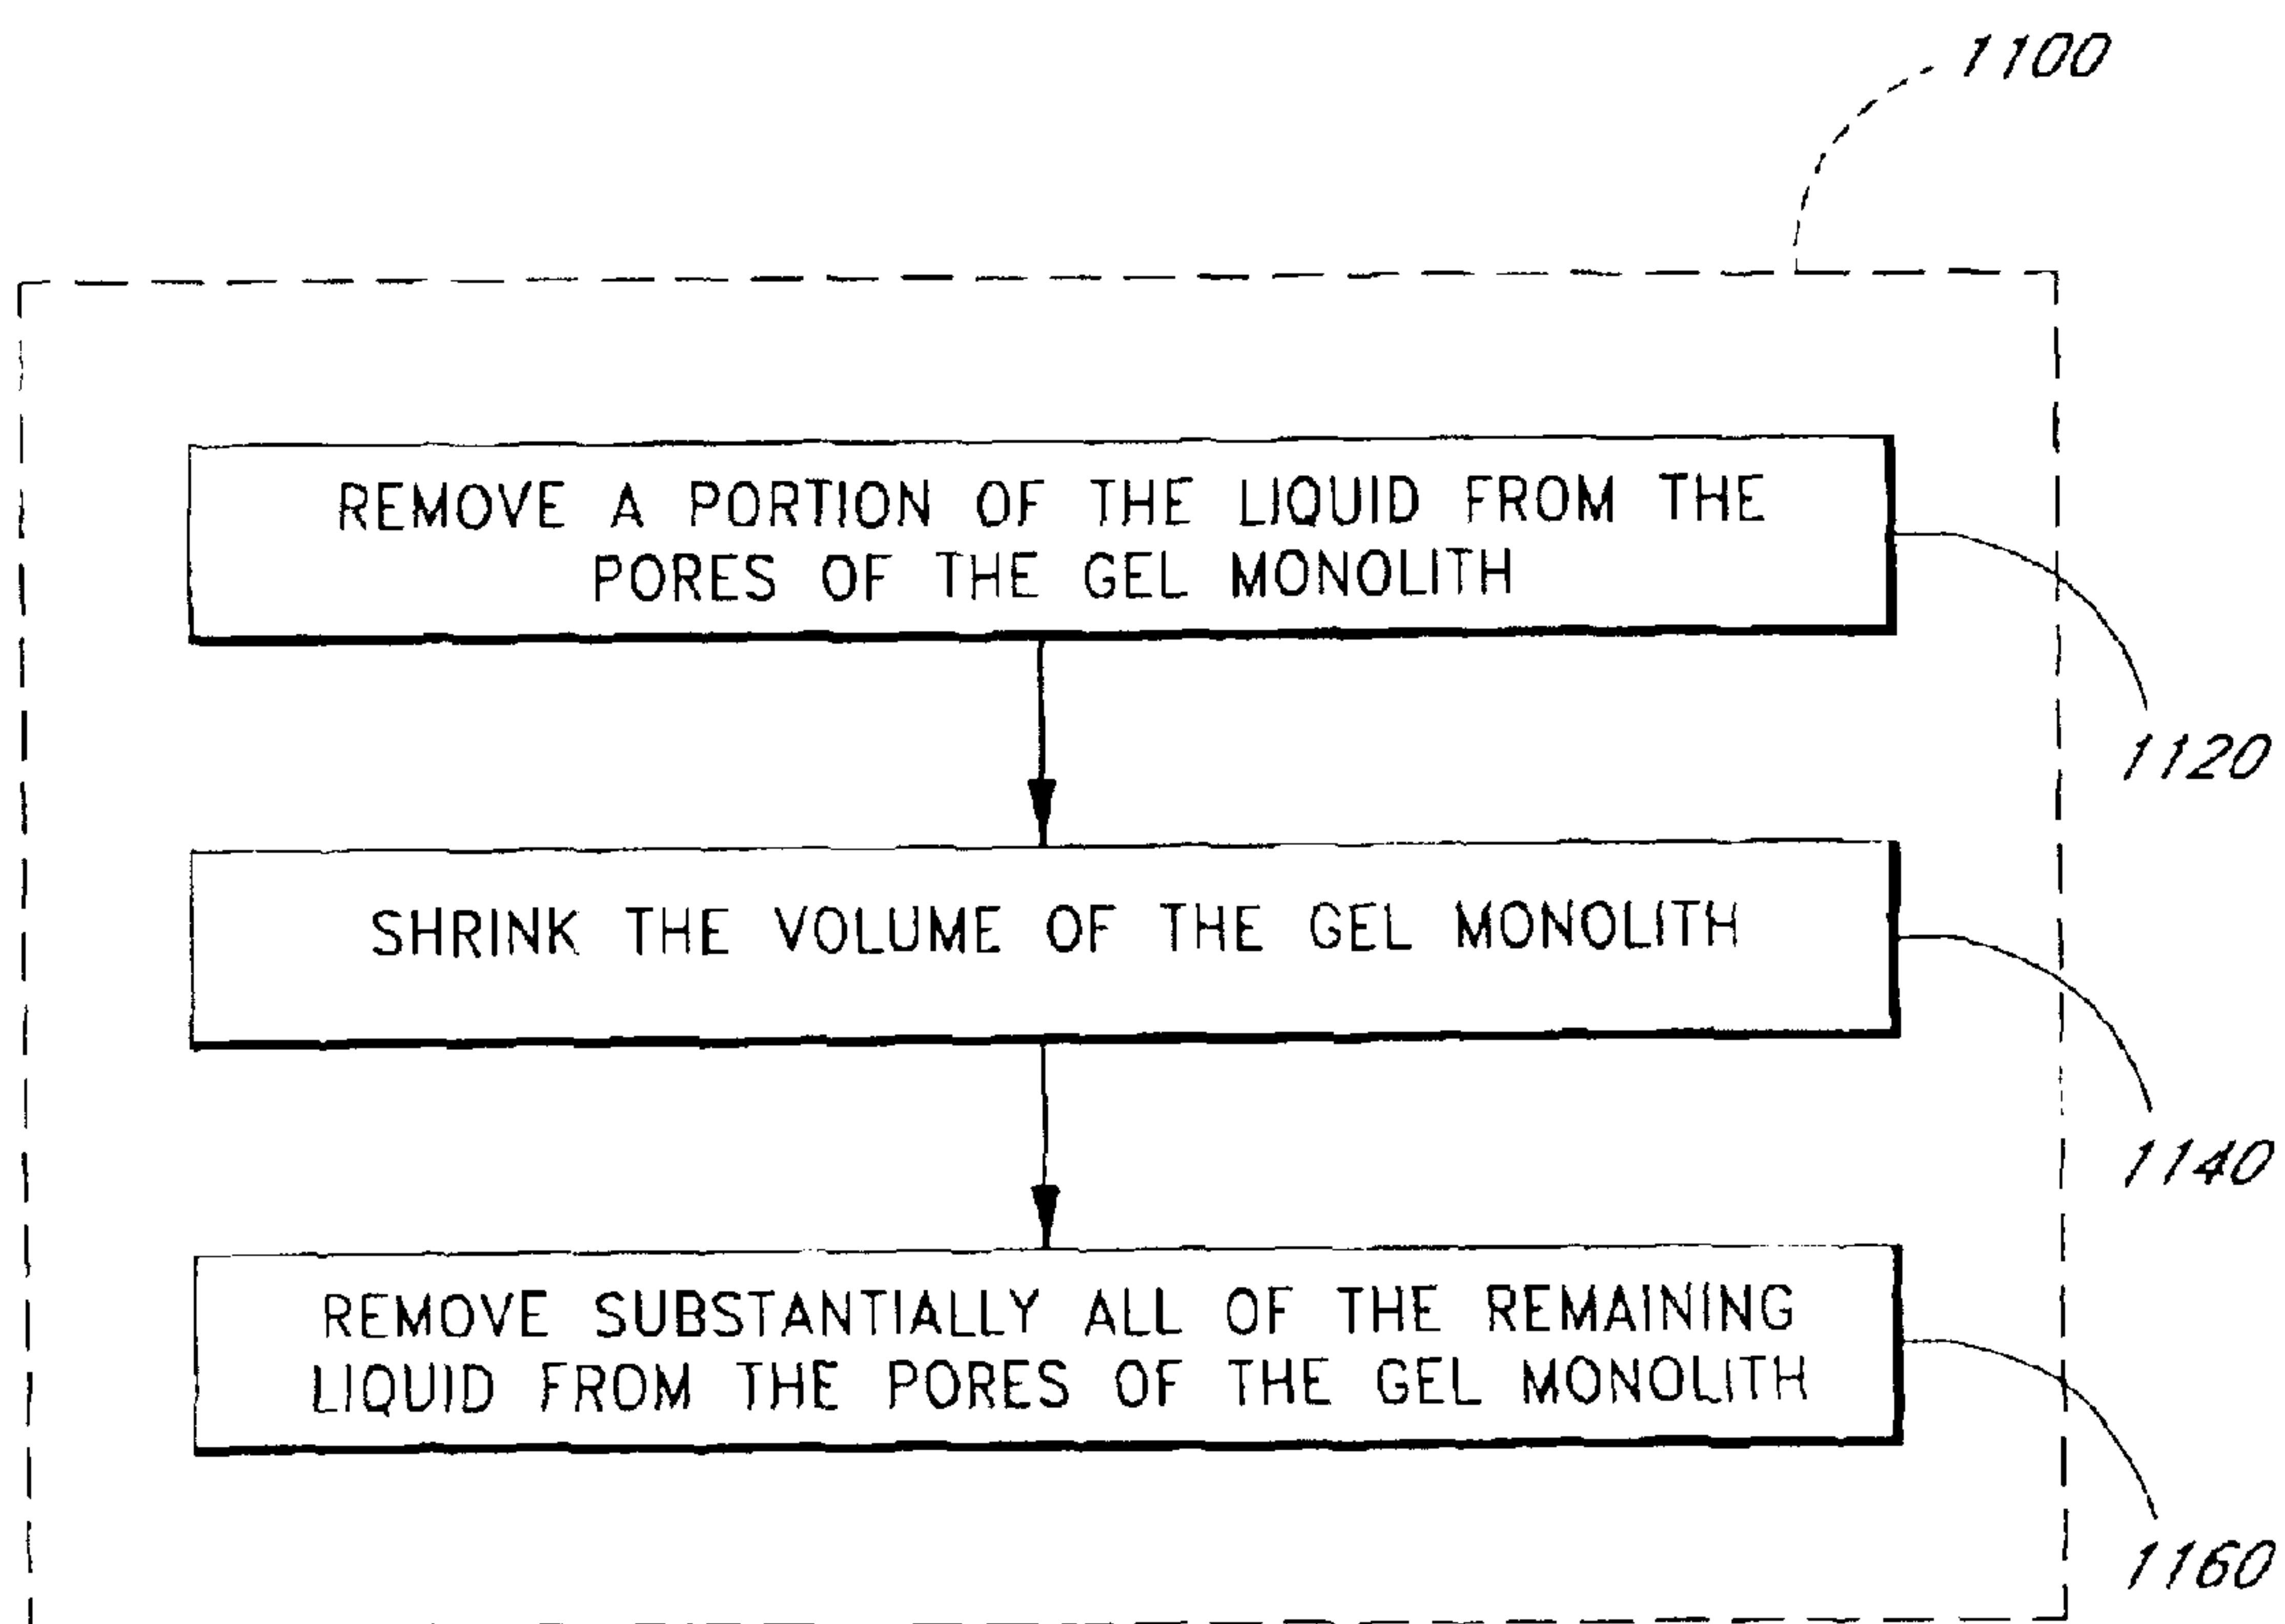 1100
REMOVE A PORTION OF THE LIQUID FROM THE
PORES OF THE GEL MONOLITH
1120
SHRINK THE VOLUME OF THE GEL MONOLITH
1140
REMOVE SUBSTANTIALLY ALL OF THE REMAINING
LIQUID FROM THE PORES OF THE GEL MONOLITH
1160